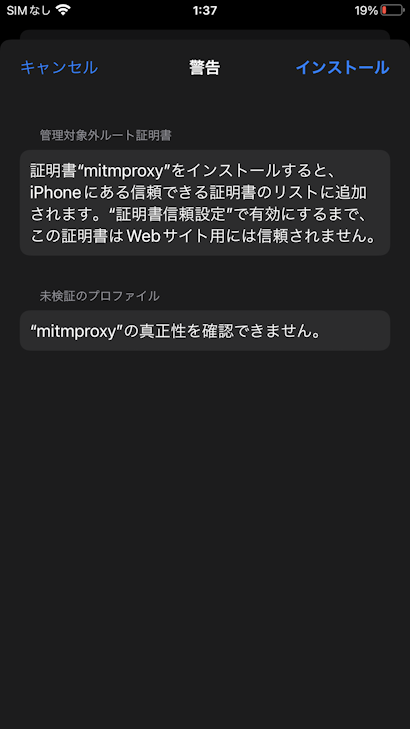 SIMなし 1:37 19%
キャンセル 警告 インストール
管理対象外ルート証明書
証明書“mitmproxy”をインストールすると、
iPhoneにある信頼できる証明書のリストに追加
されます。“証明書信頼設定”で有効にするまで、
この証明書はWebサイト用には信頼されません。
未検証のプロファイル
“mitmproxy”の真正性を確認できません。